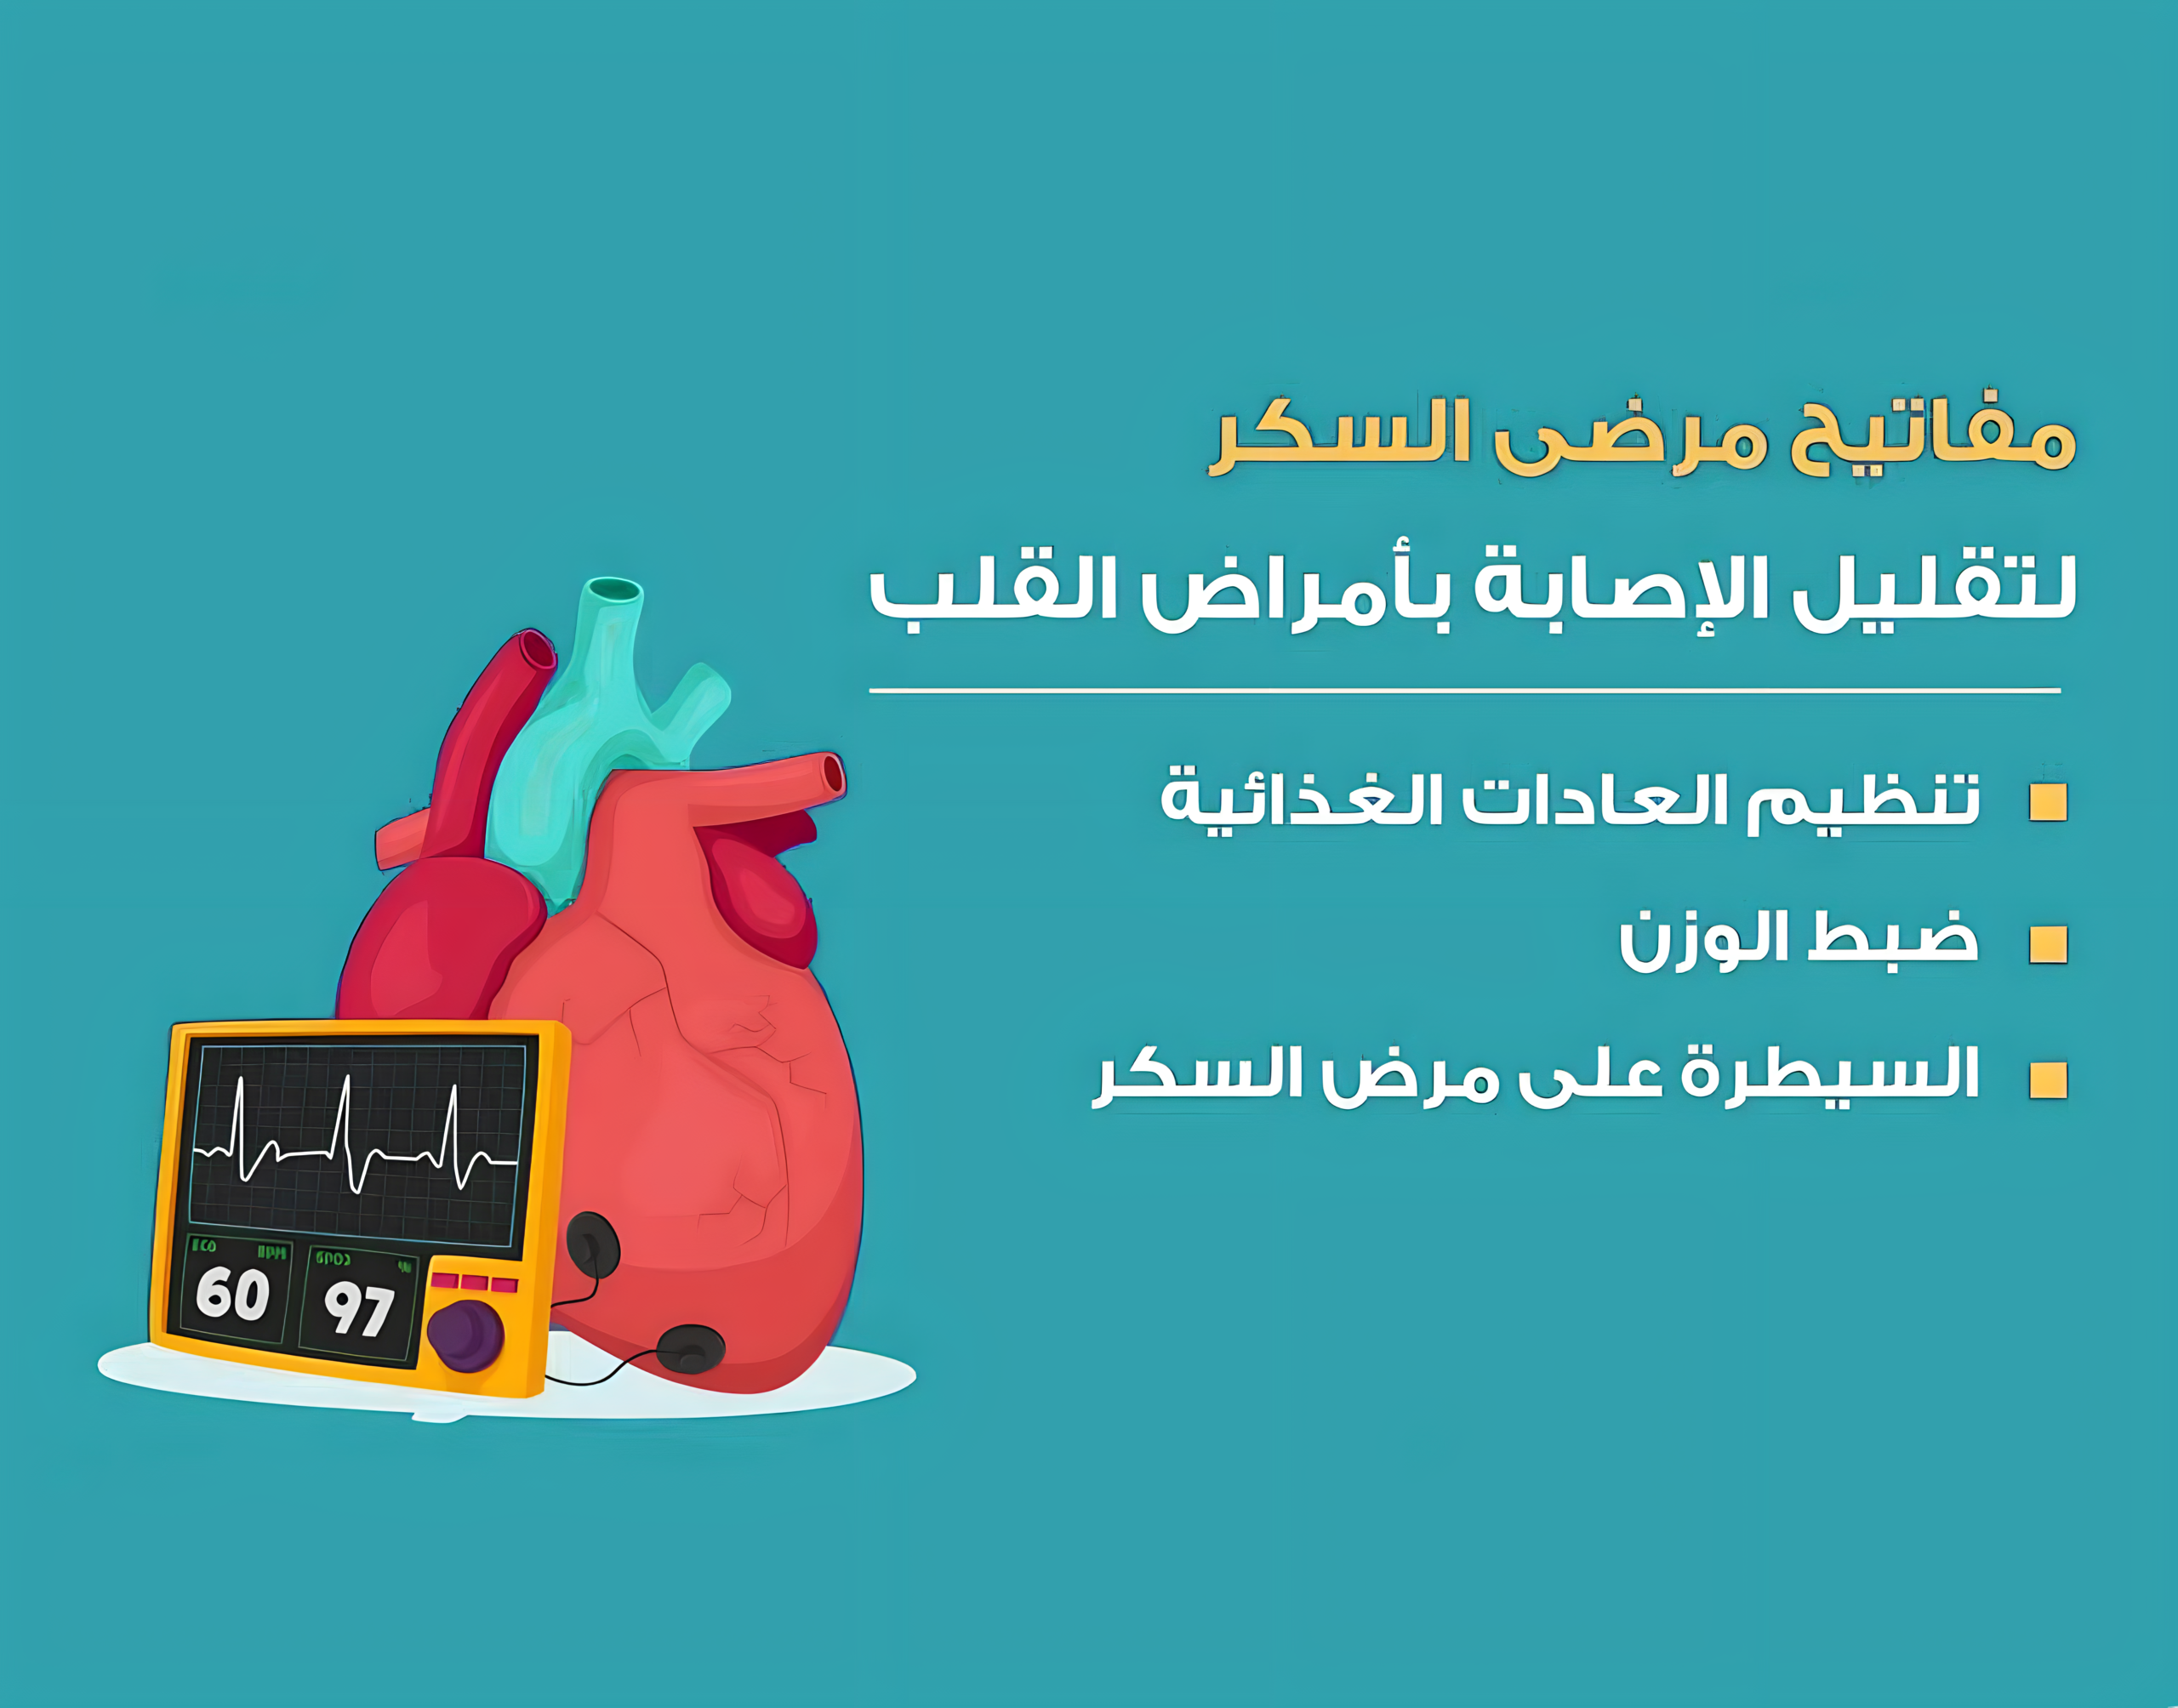 مفاتيح مرضى السكر
لتقليل الإصابة بأمراض القلب
تنظيم العادات الغذائية
ضبط الوزن
السيطرة على مرض السكر
60
97